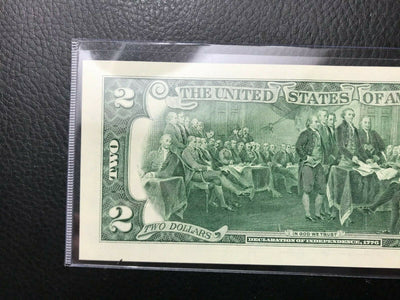 2
THE UNITED STATES OF AM
TWO
2
TWO DOLLARS
IN GOD WE TRUST
DECLARATION OF INDEPENDENCE, 1776